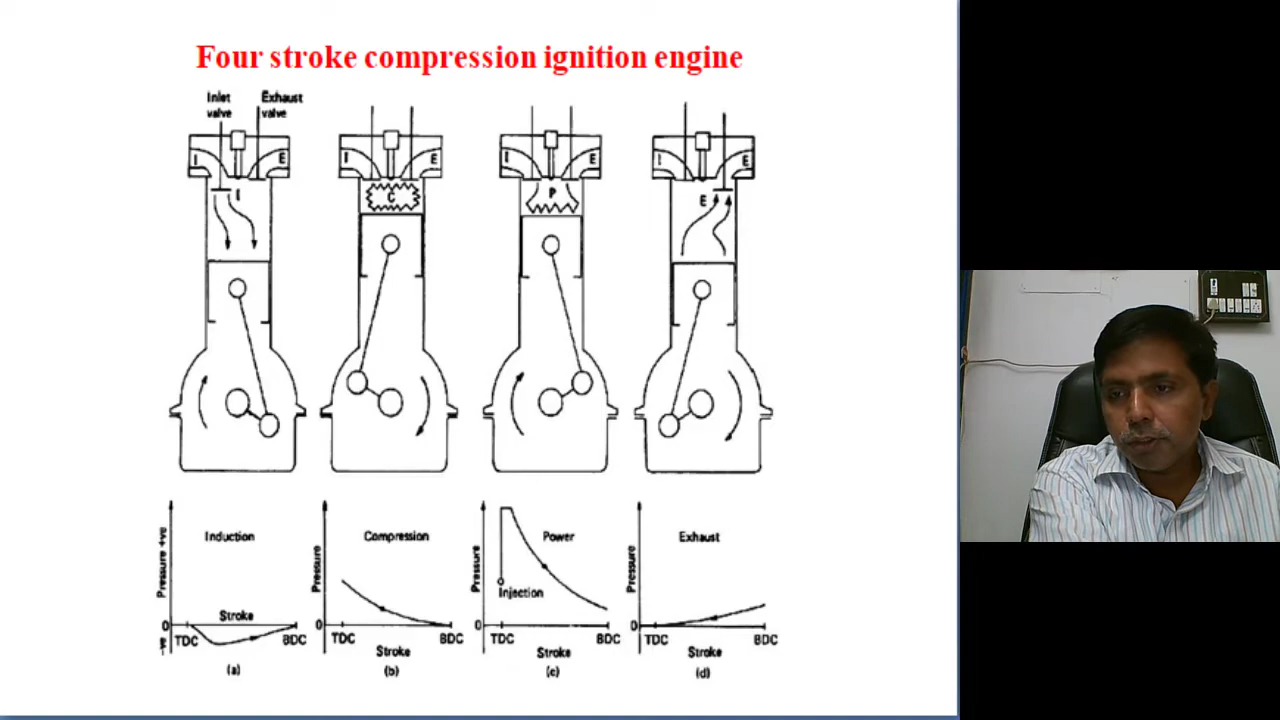 Four stroke compression ignition engine
Inlet valve
Exhaust valve
I E
I
I E
C
I E
P
I E
E
Pressure +ve
Induction
0
-ve
TDC
Stroke
BDC
(a)
Pressure
Compression
0
TDC
BDC
Stroke
(b)
Pressure
Power
Injection
0
TDC
BDC
Stroke
(c)
Pressure
Exhaust
0
TDC
BDC
Stroke
(d)